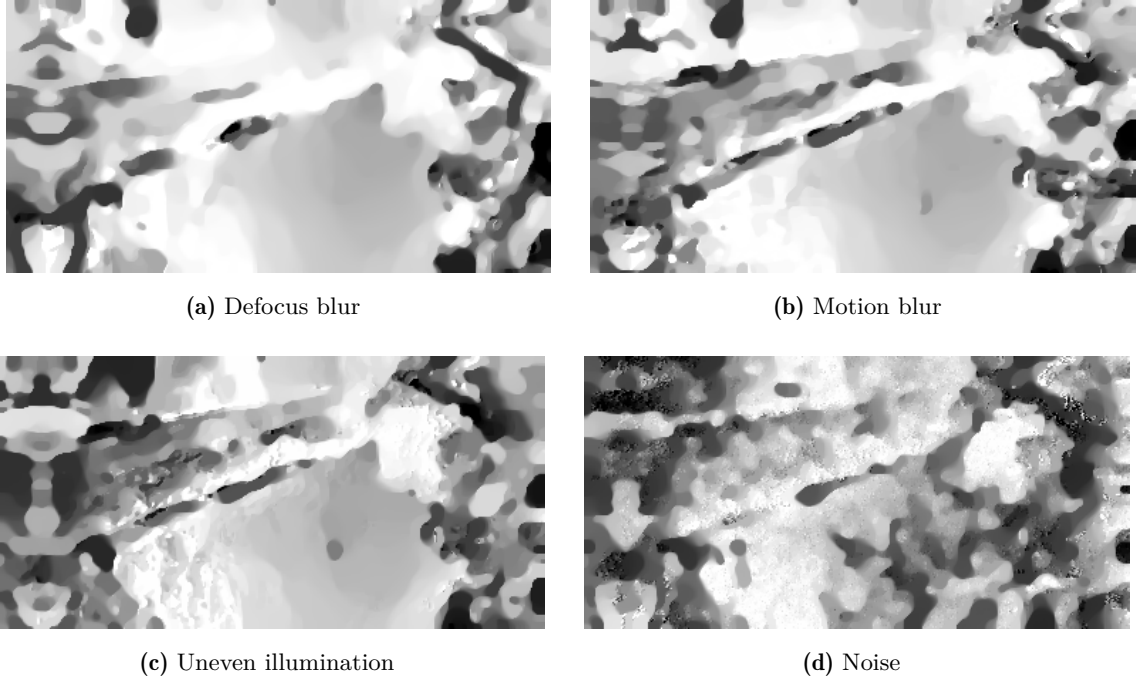 (a) Defocus blur
(b) Motion blur
(c) Uneven illumination
(d) Noise